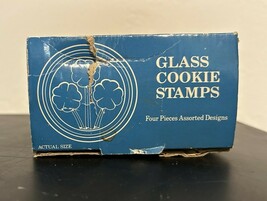 GLASS
COOKIE
STAMPS
Four Pieces Assorted Designs
ACTUAL SIZE